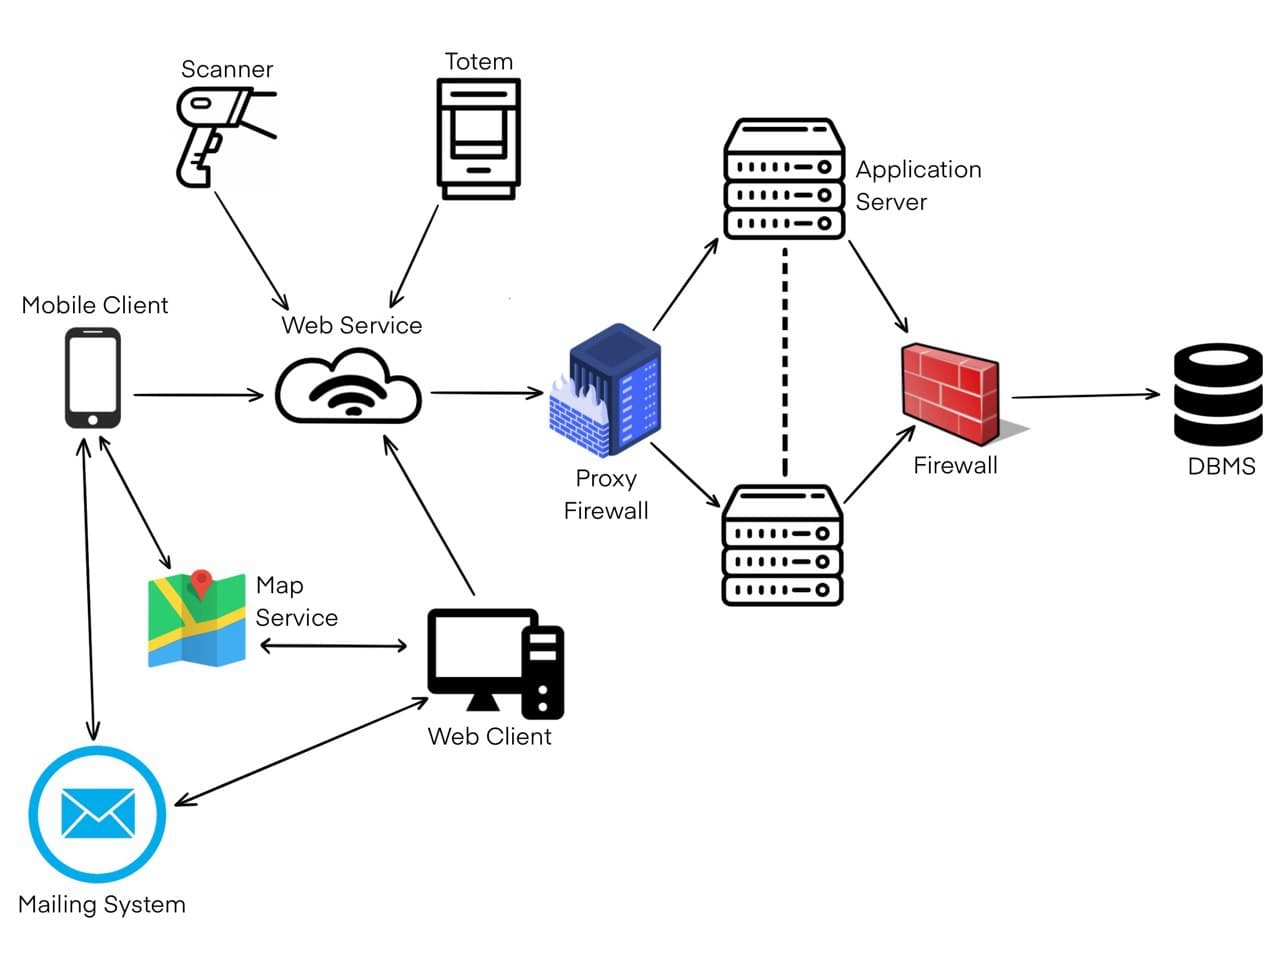 Scanner
Totem
Application
Server
Mobile Client
Web Service
Proxy
Firewall
Firewall
DBMS
Map
Service
Web Client
Mailing System